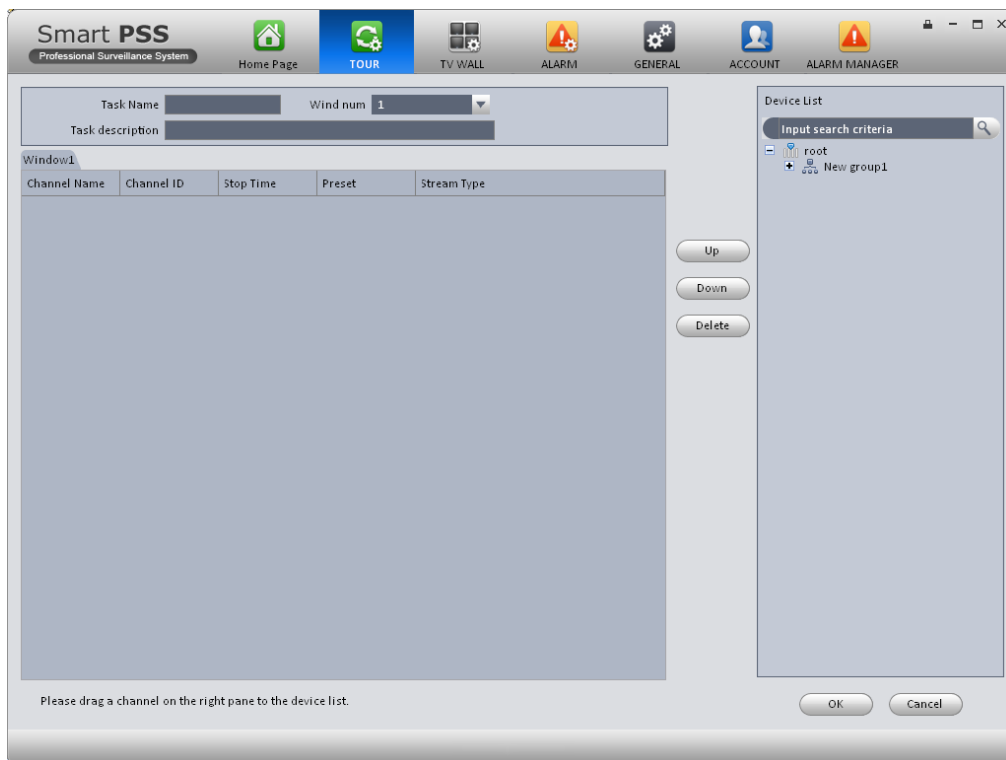 Smart PSS
Professional Surveillance System
Home Page
TOUR
TV WALL
ALARM
GENERAL
ACCOUNT
ALARM MANAGER
Task Name
Wind num 1
Task description
Window1
Channel Name Channel ID Stop Time Preset Stream Type
Up
Down
Delete
Device List
Input search criteria
root
New group1
Please drag a channel on the right pane to the device list.
OK
Cancel